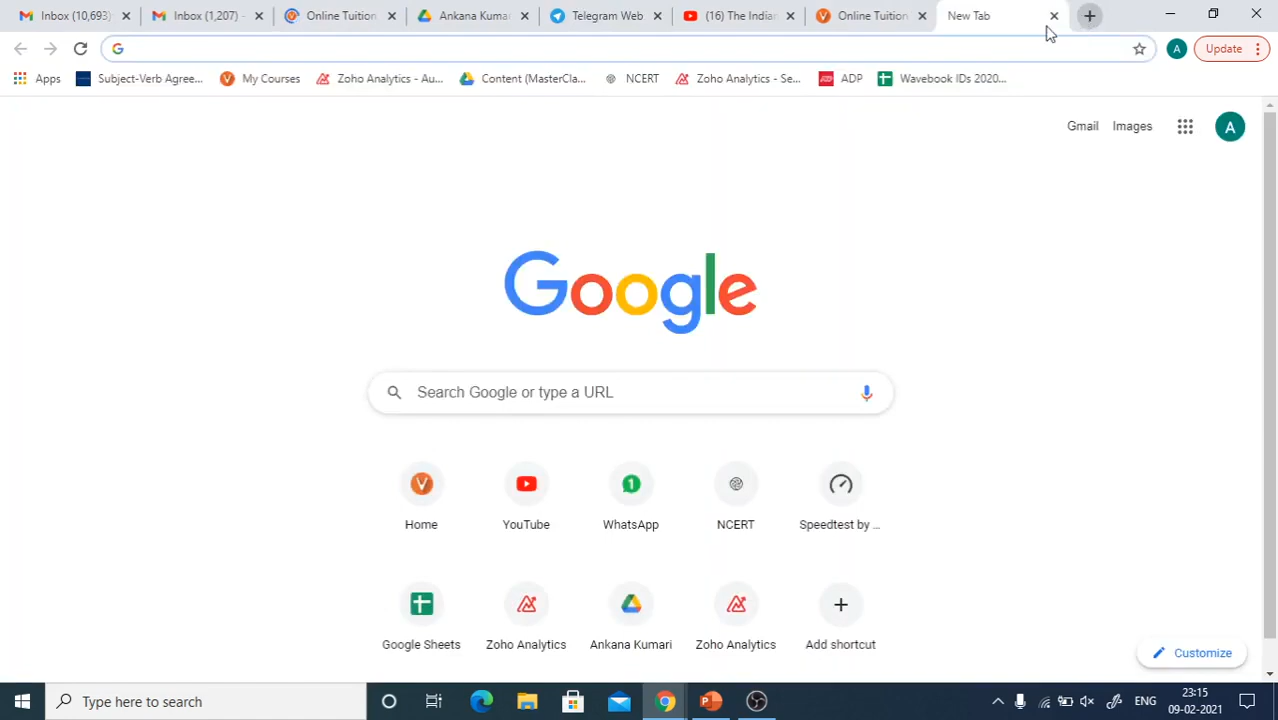 Inbox (10,693) Inbox (1,207) - Online Tuition Ankana Kumar Telegram Web (16) The Indian Online Tuition New Tab
A Update
Apps Subject-Verb Agree... My Courses Zoho Analytics - Au... Content (MasterCla... NCERT Zoho Analytics - Se... ADP Wavebook IDs 2020...
Gmail Images A
Google
Search Google or type a URL
Home YouTube WhatsApp NCERT Speedtest by ...
Google Sheets Zoho Analytics Ankana Kumari Zoho Analytics Add shortcut
Customize
Type here to search ENG 23:15
09-02-2021